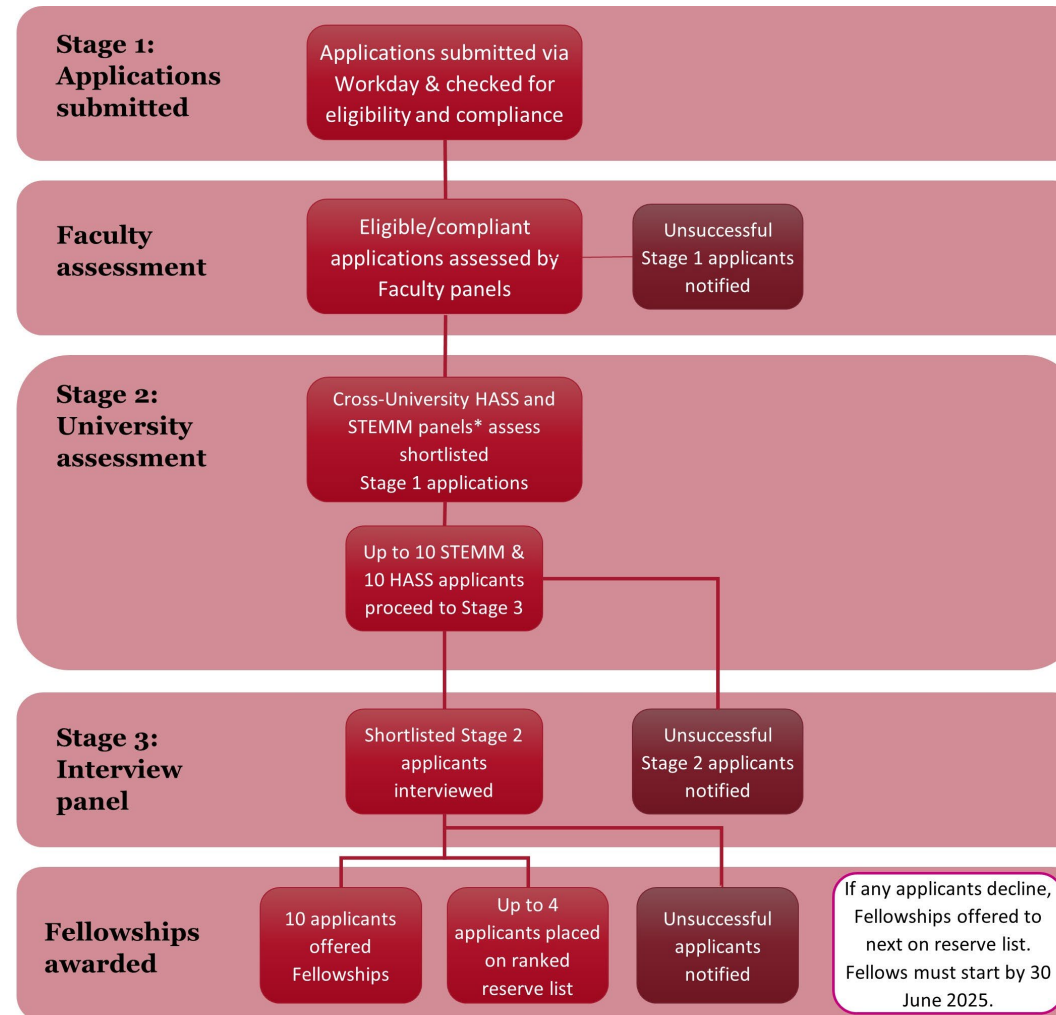 Stage 1:
Applications
submitted
Applications submitted via
Workday & checked for
eligibility and compliance
Faculty
assessment
Eligible/compliant
applications assessed by
Faculty panels
Unsuccessful
Stage 1 applicants
notified
Stage 2:
University
assessment
Cross-University HASS and
STEMM panels* assess
shortlisted
Stage 1 applications
Up to 10 STEMM &
10 HASS applicants
proceed to Stage 3
Stage 3:
Interview
panel
Shortlisted Stage 2
applicants
interviewed
Unsuccessful
Stage 2 applicants
notified
Fellowships
awarded
10 applicants
offered
Fellowships
Up to 4
applicants placed
on ranked
reserve list
Unsuccessful
applicants
notified
If any applicants decline,
Fellowships offered to
next on reserve list.
Fellows must start by 30
June 2025.